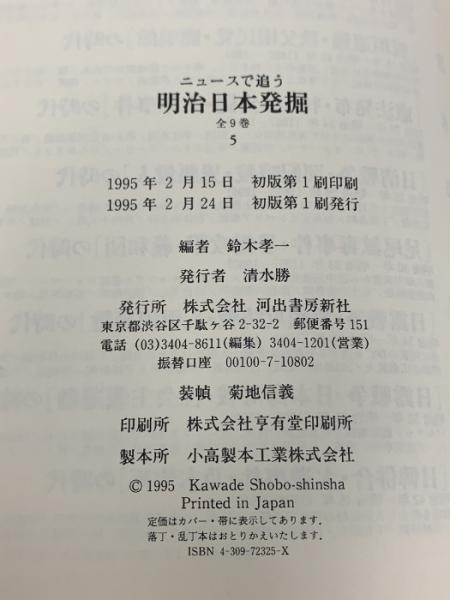 ニュースで追う
明治日本発掘
全9巻
5
1995年2月15日 初版第1刷印刷
1995年2月24日 初版第1刷発行
編者 鈴木孝一
発行者 清水勝
発行所 株式会社 河出書房新社
東京都渋谷区千駄ヶ谷2-32-2 郵便番号151
電話 (03)3404-8611(編集) 3404-1201(営業)
振替口座 00100-7-10802
装幀 菊地信義
印刷所 株式会社亨有堂印刷所
製本所 小高製本工業株式会社
© 1995 Kawade Shobo-shinsha
Printed in Japan
定価はカバー・帯に表示してあります.
落丁・乱丁本はおとりかえいたします.
ISBN 4-309-72325-X